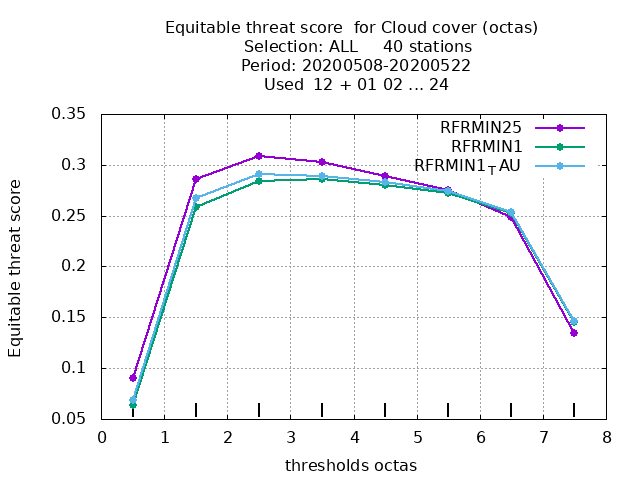 Equitable threat score  for Cloud cover (octas)
Selection: ALL     40 stations
Period: 20200508-20200522
Used  12 + 01 02 ... 24
0.35
0.3
0.25
0.2
0.15
0.1
0.05
Equitable threat score
RFRMIN25
RFRMIN1
RFRMIN1TAU
0 1 2 3 4 5 6 7 8
thresholds octas